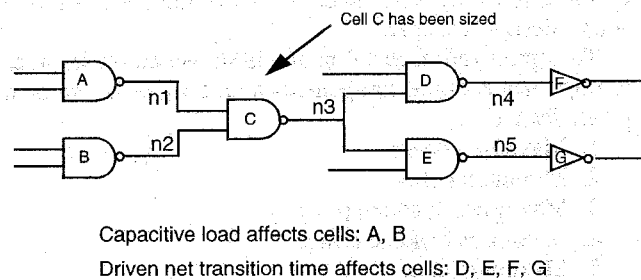 Cell C has been sized
A
n1
B
n2
C
n3
D
n4
F
E
n5
G
Capacitive load affects cells: A, B
Driven net transition time affects cells: D, E, F, G